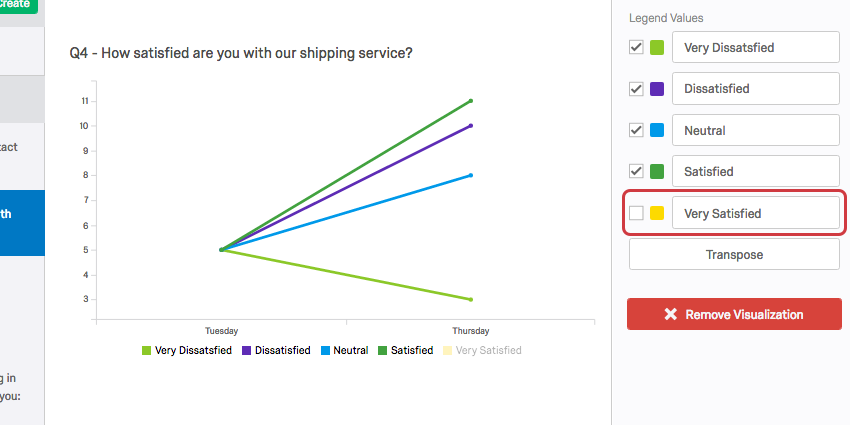 Create
tact
th
g in
you:
Q4 - How satisfied are you with our shipping service?
11
10
9
8
7
6
5
4
3
Tuesday
Thursday
Very Dissatsfied
Dissatisfied
Neutral
Satisfied
Very Satisfied
Legend Values
Very Dissatsfied
Dissatisfied
Neutral
Satisfied
Very Satisfied
Transpose
Remove Visualization